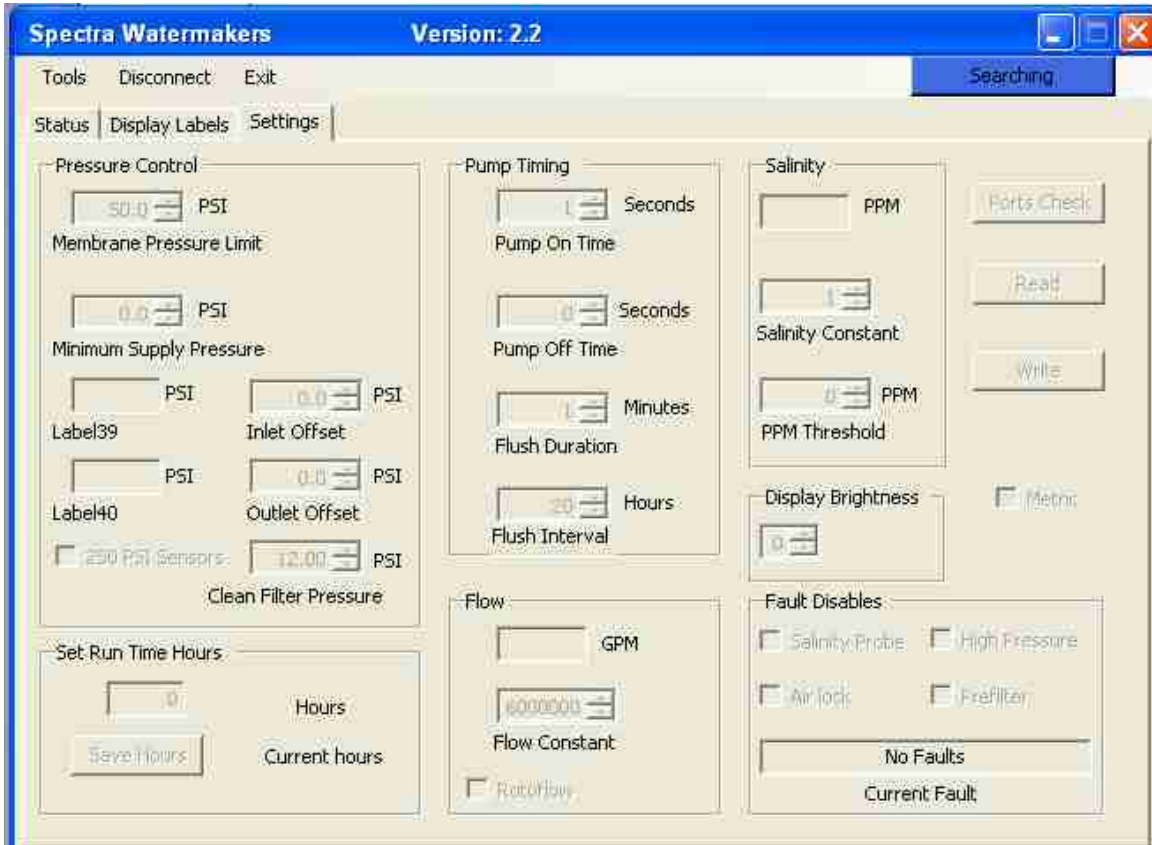 Spectra Watermakers Version: 2.2
Tools Disconnect Exit Searching
Status Display Labels Settings
Pressure Control
50.0 PSI
Membrane Pressure Limit
0.0 PSI
Minimum Supply Pressure
PSI 0.0 PSI
Label39 Inlet Offset
PSI 0.0 PSI
Label40 Outlet Offset
250 PSI Sensors 12.00 PSI
Clean Filter Pressure
Set Run Time Hours
0 Hours
Save Hours Current hours
Pump Timing
1 Seconds
Pump On Time
0 Seconds
Pump Off Time
1 Minutes
Flush Duration
20 Hours
Flush Interval
Flow
GPM
6000000
Flow Constant
Rotoflow
Salinity
PPM
1
Salinity Constant
0 PPM
PPM Threshold
Display Brightness
0
Fault Disables
Salinity Probe High Pressure
Air lock Prefilter
No Faults
Current Fault
Ports Check
Read
Write
Metric